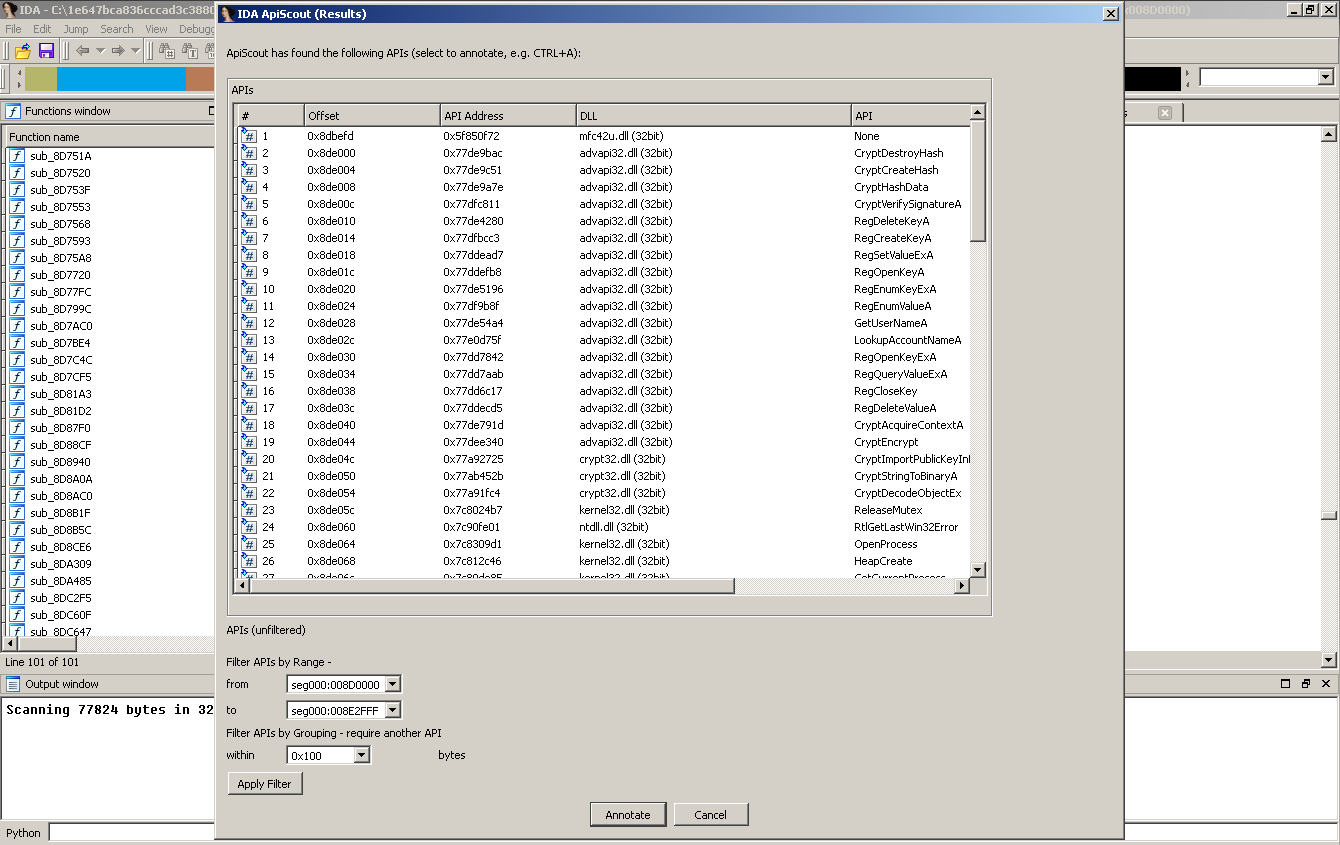 IDA - C:\1e647bca836cccad3c3880
IDA ApiScout (Results)
x008D0000)
File Edit Jump Search View Debugg
ApiScout has found the following APIs (select to annotate, e.g. CTRL+A):
Functions window
Function name
sub_8D751A
sub_8D7520
sub_8D753F
sub_8D7553
sub_8D7568
sub_8D7593
sub_8D75A8
sub_8D7720
sub_8D77FC
sub_8D799C
sub_8D7AC0
sub_8D7BE4
sub_8D7C4C
sub_8D7CF5
sub_8D81A3
sub_8D81D2
sub_8D87F0
sub_8D88CF
sub_8D8940
sub_8D8A0A
sub_8D8AC0
sub_8D8B1F
sub_8D8B5C
sub_8D8CE6
sub_8DA309
sub_8DA485
sub_8DC2F5
sub_8DC60F
sub_8DC647
Line 101 of 101
APIs
# Offset API Address DLL API
1 0x8dbefd 0x5f850f72 mfc42u.dll (32bit) None
2 0x8de000 0x77de9bac advapi32.dll (32bit) CryptDestroyHash
3 0x8de004 0x77de9c51 advapi32.dll (32bit) CryptCreateHash
4 0x8de008 0x77de9a7e advapi32.dll (32bit) CryptHashData
5 0x8de00c 0x77dfc811 advapi32.dll (32bit) CryptVerifySignatureA
6 0x8de010 0x77de4280 advapi32.dll (32bit) RegDeleteKeyA
7 0x8de014 0x77dfbcc3 advapi32.dll (32bit) RegCreateKeyA
8 0x8de018 0x77ddead7 advapi32.dll (32bit) RegSetValueExA
9 0x8de01c 0x77ddefb8 advapi32.dll (32bit) RegOpenKeyA
10 0x8de020 0x77de5196 advapi32.dll (32bit) RegEnumKeyExA
11 0x8de024 0x77df9b8f advapi32.dll (32bit) RegEnumValueA
12 0x8de028 0x77de54a4 advapi32.dll (32bit) GetUserNameA
13 0x8de02c 0x77e0d75f advapi32.dll (32bit) LookupAccountNameA
14 0x8de030 0x77dd7842 advapi32.dll (32bit) RegOpenKeyExA
15 0x8de034 0x77dd7aab advapi32.dll (32bit) RegQueryValueExA
16 0x8de038 0x77dd6c17 advapi32.dll (32bit) RegCloseKey
17 0x8de03c 0x77ddecd5 advapi32.dll (32bit) RegDeleteValueA
18 0x8de040 0x77de791d advapi32.dll (32bit) CryptAcquireContextA
19 0x8de044 0x77dee340 advapi32.dll (32bit) CryptEncrypt
20 0x8de04c 0x77a92725 crypt32.dll (32bit) CryptImportPublicKeyInf
21 0x8de050 0x77ab452b crypt32.dll (32bit) CryptStringToBinaryA
22 0x8de054 0x77a91fc4 crypt32.dll (32bit) CryptDecodeObjectEx
23 0x8de05c 0x7c8024b7 kernel32.dll (32bit) ReleaseMutex
24 0x8de060 0x7c90fe01 ntdll.dll (32bit) RtlGetLastWin32Error
25 0x8de064 0x7c8309d1 kernel32.dll (32bit) OpenProcess
26 0x8de068 0x7c812c46 kernel32.dll (32bit) HeapCreate
27 0x8de06c 0x7c80de85 kernel32.dll (32bit) GetCurrentProcess
APIs (unfiltered)
Filter APIs by Range -
from seg000:008D0000
to seg000:008E2FFF
Filter APIs by Grouping - require another API
within 0x100 bytes
Apply Filter
Annotate Cancel
Output window
Scanning 77824 bytes in 32
Python